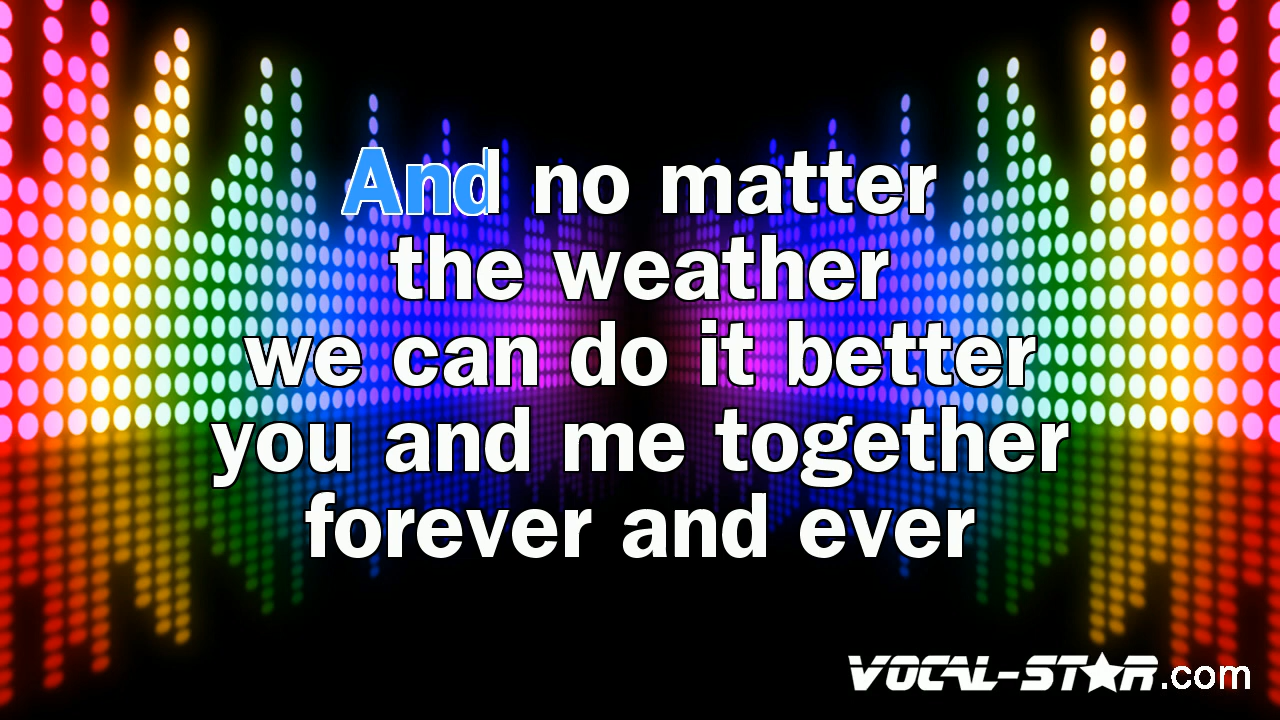 And no matter
the weather
we can do it better
you and me together
forever and ever
VOCAL-STAR.com